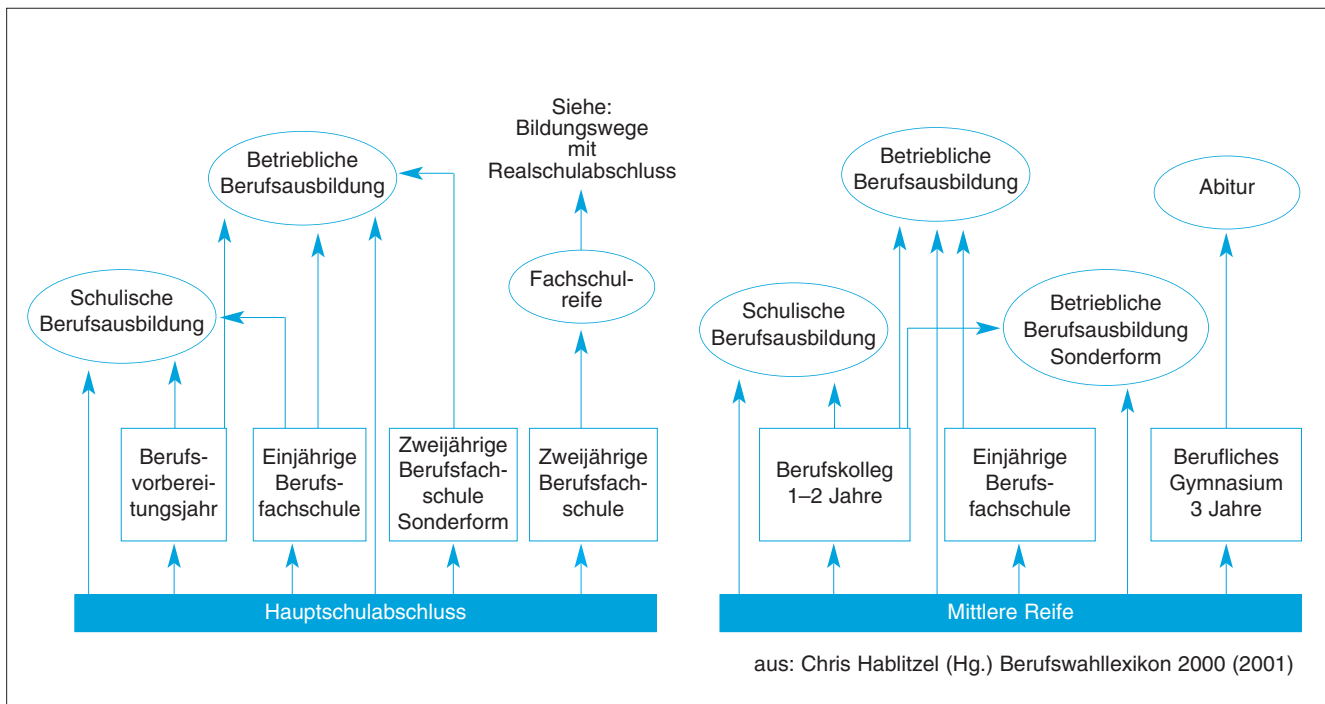 Siehe:
Bildungswege
mit
Realschulabschluss
Betriebliche
Berufsausbildung
Schulische
Berufsausbildung
Fachschul-
reife
Berufs-
vorberei-
tungsjahr
Einjährige
Berufs-
fachschule
Zweijährige
Berufsfach-
schule
Sonderform
Zweijährige
Berufsfach-
schule
Hauptschulabschluss
Betriebliche
Berufsausbildung
Abitur
Schulische
Berufsausbildung
Betriebliche
Berufsausbildung
Sonderform
Berufskolleg
1–2 Jahre
Einjährige
Berufs-
fachschule
Berufliches
Gymnasium
3 Jahre
Mittlere Reife
aus: Chris Hablitzel (Hg.) Berufswahllexikon 2000 (2001)